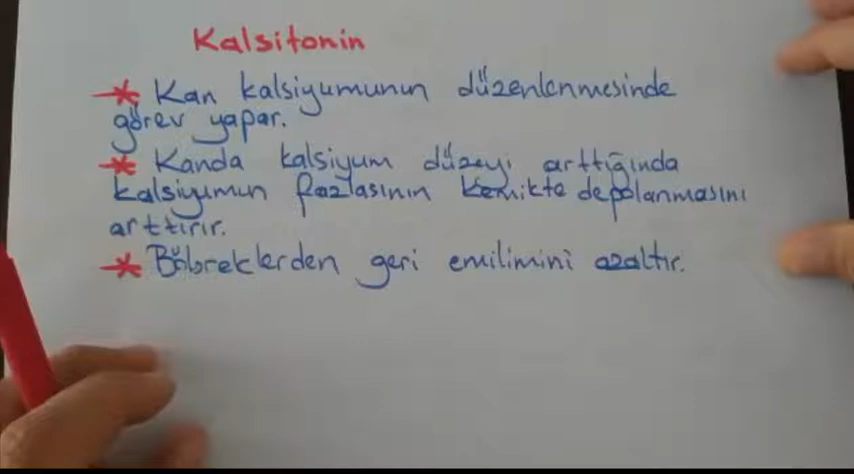 Kalsitonin
* Kan kalsiyumunun düzenlenmesinde
görev yapar.
* Kanda kalsiyum düzeyi arttığında
kalsiyumun fazlasının kemikte depolanmasını
arttırır.
* Böbreklerden geri emilimini azaltır.